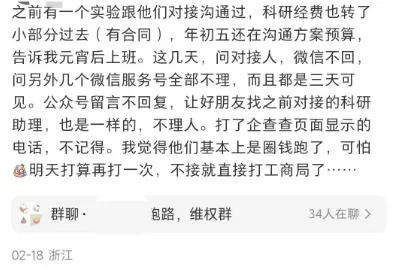 之前有一个实验跟他们对接沟通过，科研经费也转了
小部分过去（有合同），年初五还在沟通方案预算，
告诉我元宵后上班。这几天，问对接人，微信不回，
问另外几个微信服务号全部不理，而且都是三天可
见。公众号留言不回复，让好朋友找之前对接的科研
助理，也是一样的，不理人。打了企查查页面显示的
电话，不记得。我觉得他们基本上是圈钱跑了，可怕
明天打算再打一次，不接就直接打工商局了……
群聊· 跑路，维权群 34人在聊 >
02-18 浙江